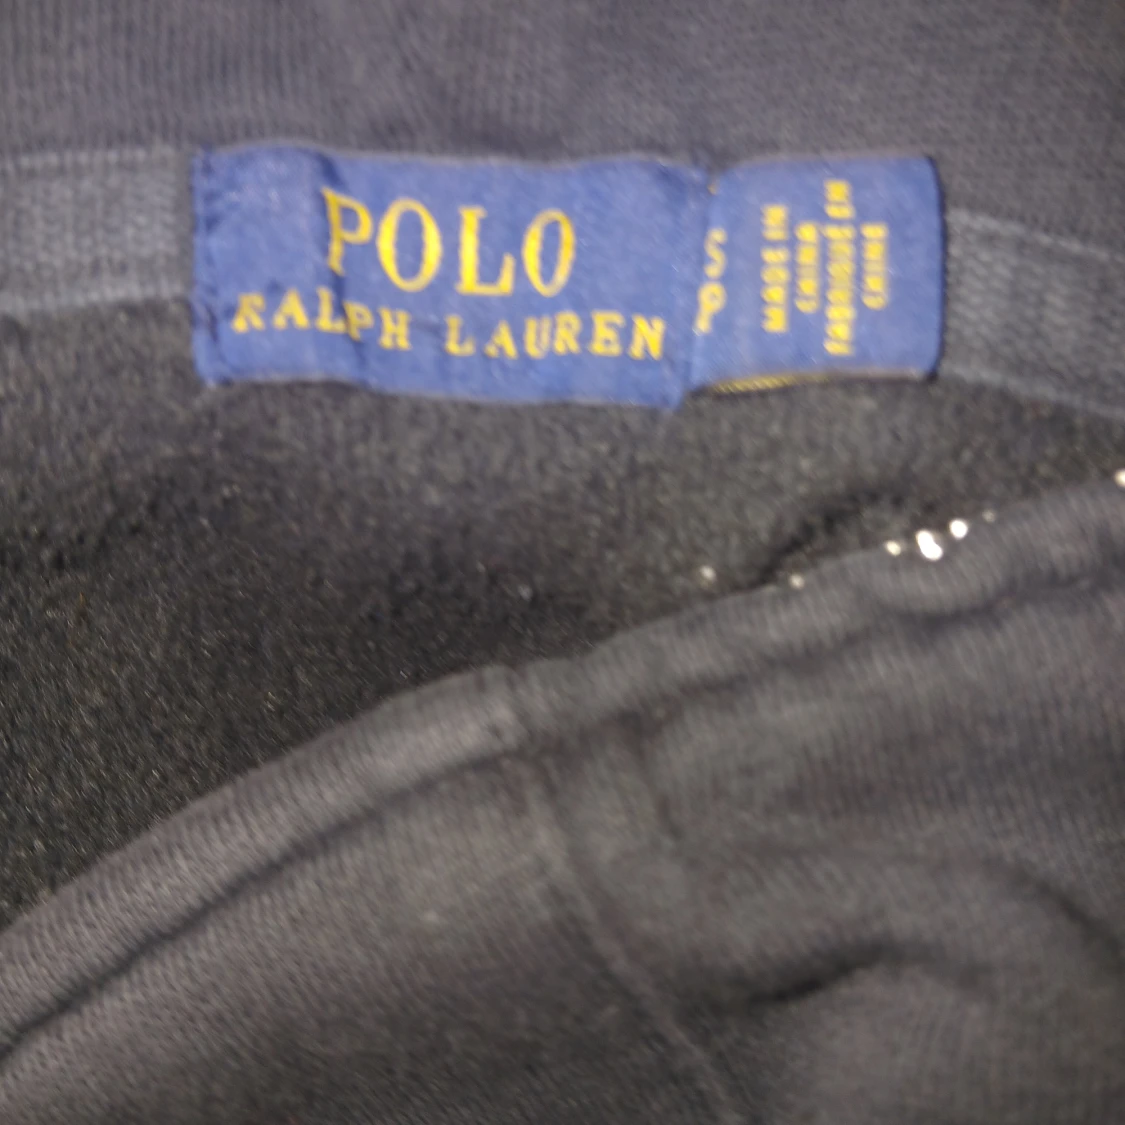 POLO
RALPH LAUREN
S
P
MADE IN
CHINA
FABRIQUÉ EN
CHINE